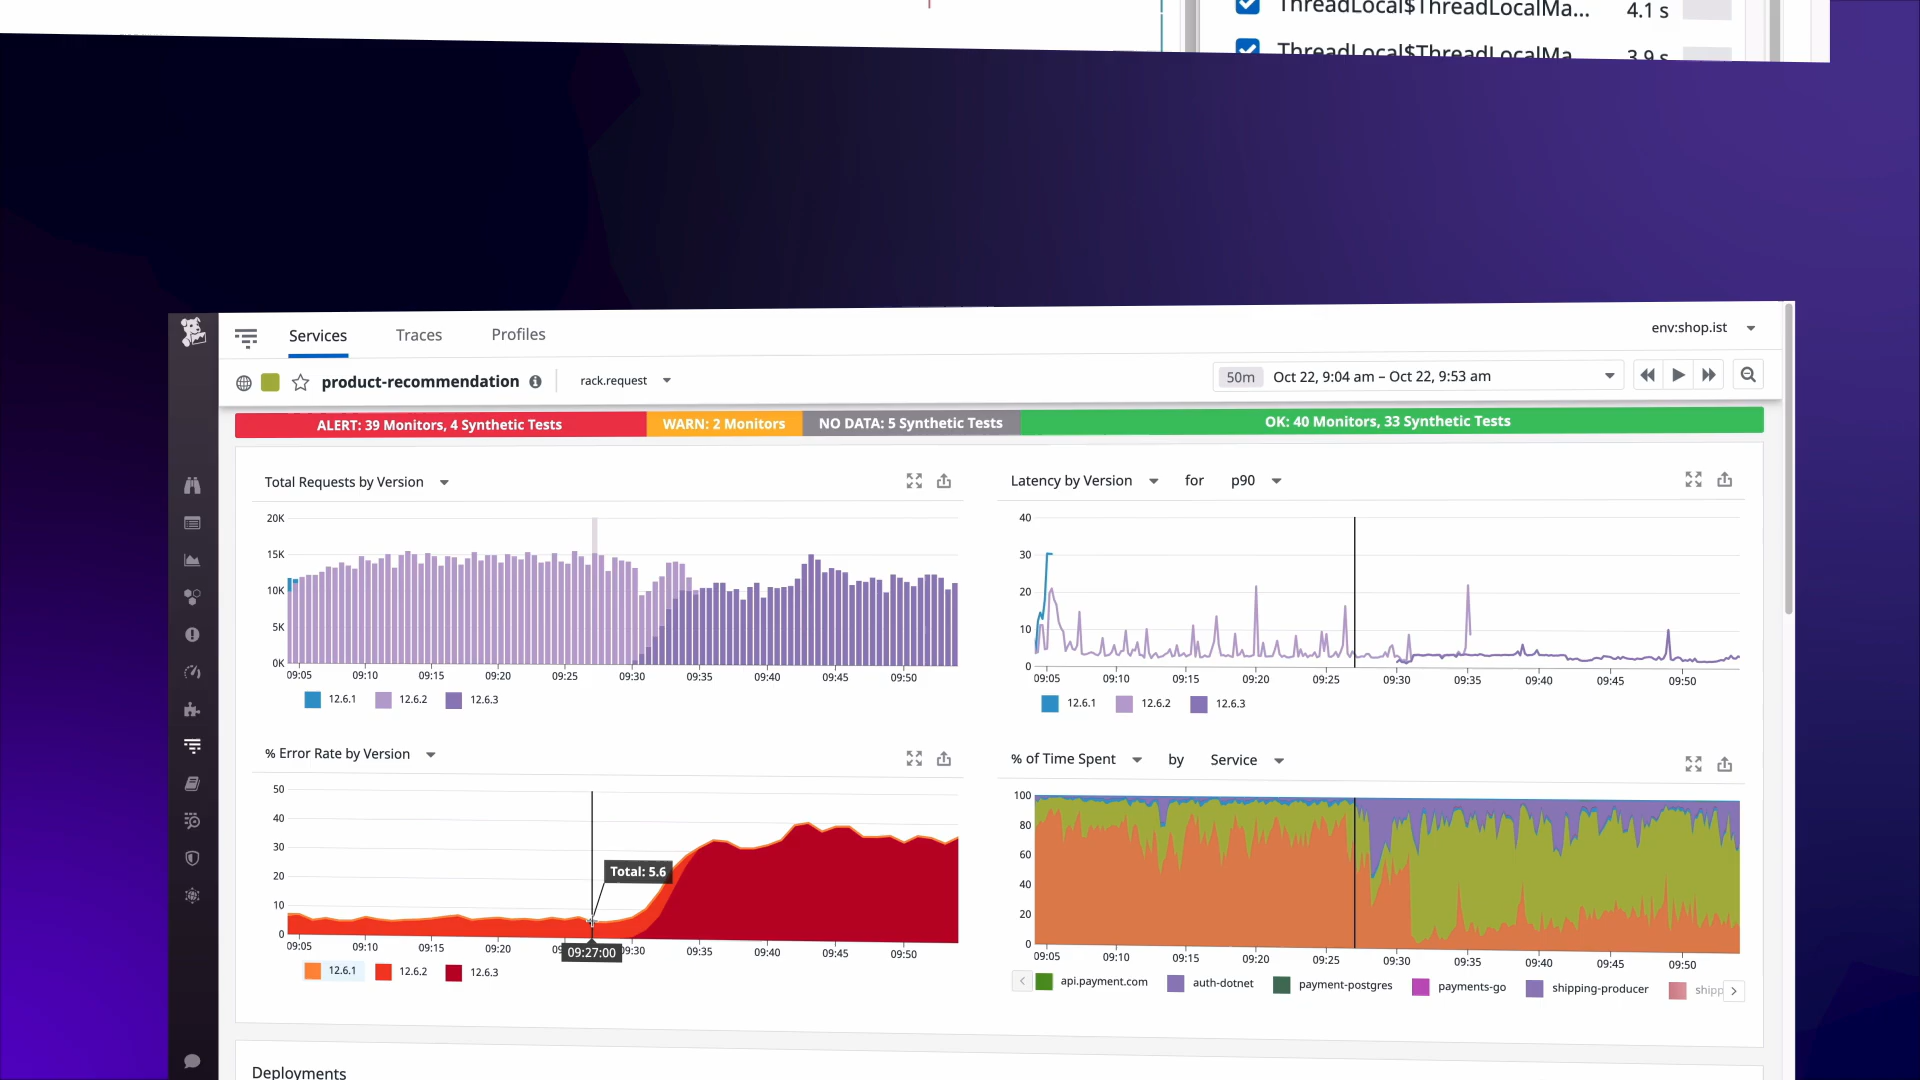 ThreadLocal$ThreadLocalMa... 4.1 s
ThreadLocal$ThreadLocalMa... 3.9 s
Services Traces Profiles env:shop.ist
product-recommendation rack.request 50m Oct 22, 9:04 am – Oct 22, 9:53 am
ALERT: 39 Monitors, 4 Synthetic Tests WARN: 2 Monitors NO DATA: 5 Synthetic Tests OK: 40 Monitors, 33 Synthetic Tests
Total Requests by Version
20K
15K
10K
5K
0K
09:05 09:10 09:15 09:20 09:25 09:30 09:35 09:40 09:45 09:50
12.6.1 12.6.2 12.6.3
Latency by Version for p90
40
30
20
10
0
09:05 09:10 09:15 09:20 09:25 09:30 09:35 09:40 09:45 09:50
12.6.1 12.6.2 12.6.3
% Error Rate by Version
50
40
30
20
10
0
Total: 5.6
09:05 09:10 09:15 09:20 09:27:00 09:30 09:35 09:40 09:45 09:50
12.6.1 12.6.2 12.6.3
% of Time Spent by Service
100
80
60
40
20
0
09:05 09:10 09:15 09:20 09:25 09:30 09:35 09:40 09:45 09:50
api.payment.com auth-dotnet payment-postgres payments-go shipping-producer shipp
Deployments